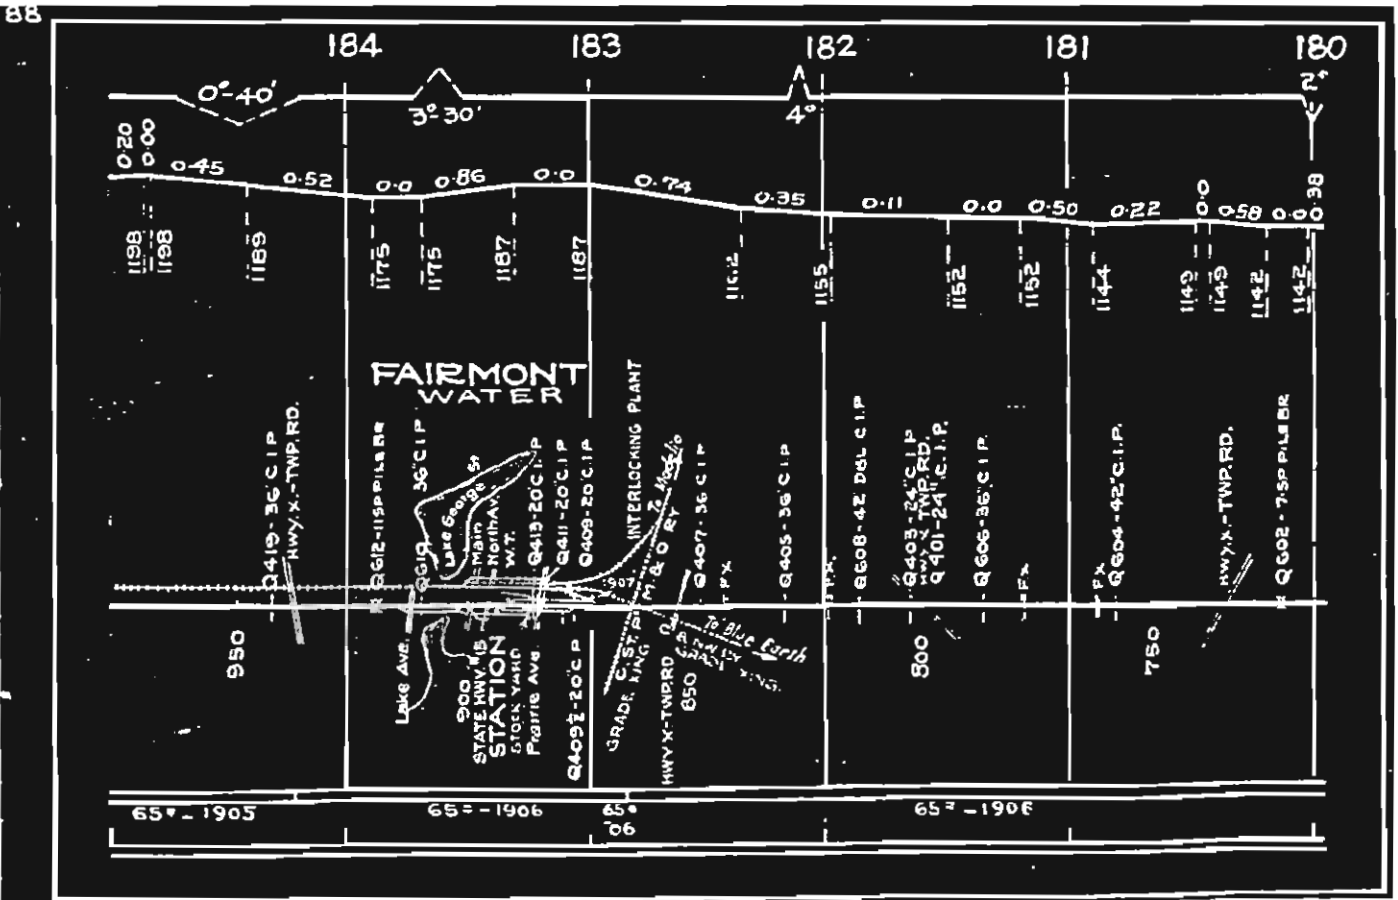 88
184 183 182 181 180
0°-40' 3°30' 4° 2°
0.20 0.00 0.45 0.52 0.0 0.86 0.0 0.74 0.35 0.11 0.0 0.50 0.22 0.0 0.58 0.0 0.38
1198 1198 1189 1175 1175 1187 1187 1155 1152 1152 1144 1149 1149 1142 1142
FAIRMONT
WATER
Q419-36"C I P
HWY.X.-TWP.RD.
Q612-11SP PILE BR
36"C I P
Lake George
Main St
North Av.
W.T.
Q413-20"C.I.P
Q411-20"C.I.P
Q409-20"C.I.P
INTERLOCKING PLANT
To
M. & O RY
1907
Q407-36 C I P
P X
Q405-36"C I P
P.X.
Q608-42" DBL C I.P
Q403-24"C I P
HWY X TWP.RD.
Q401-24".C.I.P.
Q606-36"C I P
P X
P X
Q604-42"C.I.P.
HWY.X.-TWP.RD.
Q602-7.SP PILE BR
950
Lake Ave.
900
STATE HWY.#15
STATION
STOCK YARD
Prairie Ave.
Q409½-20"C P
GRADE XING
C. ST. P.
HWY X-TWP.RD
850
To Blue Earth
GRADE XING.
800
750
65#-1905 65#-1906 65# '06 65#-1906